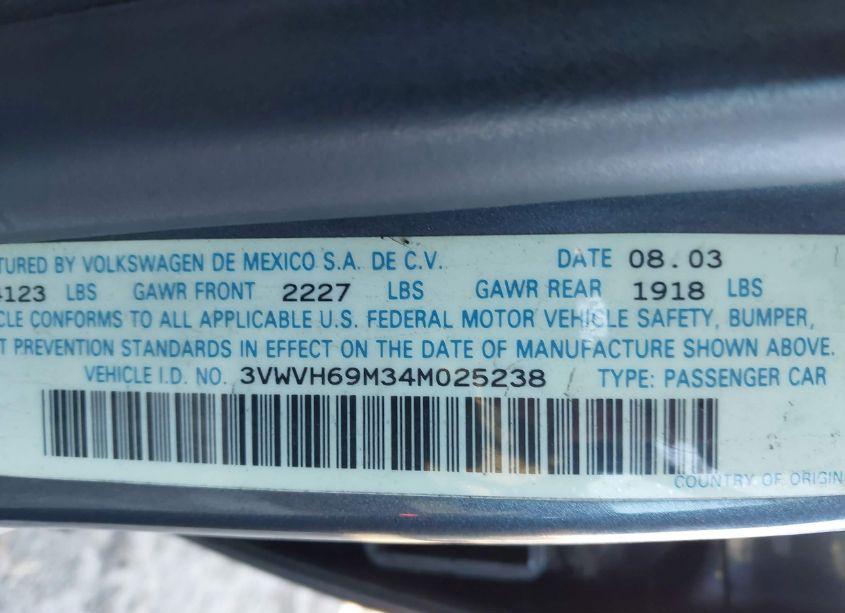 TURED BY VOLKSWAGEN DE MEXICO S.A. DE C.V. DATE 08.03
4123 LBS GAWR FRONT 2227 LBS GAWR REAR 1918 LBS
CLE CONFORMS TO ALL APPLICABLE U.S. FEDERAL MOTOR VEHICLE SAFETY, BUMPER,
T PREVENTION STANDARDS IN EFFECT ON THE DATE OF MANUFACTURE SHOWN ABOVE.
VEHICLE I.D. NO. 3VWVH69M34M025238 TYPE: PASSENGER CAR
COUNTRY OF ORIGIN